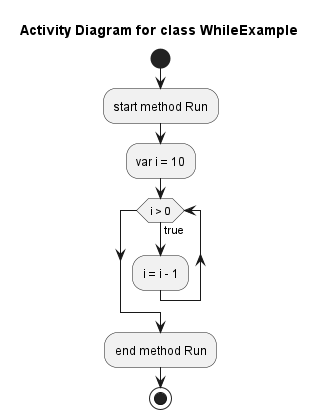 Activity Diagram for class WhileExample
start method Run
var i = 10
i > 0
true
i = i - 1
end method Run